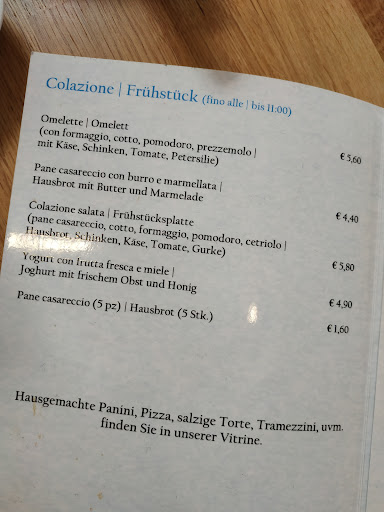 Colazione | Frühstück (fino alle | bis 11:00)
Omelette | Omelett
(con formaggio, cotto, pomodoro, prezzemolo |
mit Käse, Schinken, Tomate, Petersilie) € 5,60
Pane casareccio con burro e marmellata |
Hausbrot mit Butter und Marmelade € 4,40
Colazione salata | Frühstücksplatte
(pane casareccio, cotto, formaggio, pomodoro, cetriolo |
Hausbrot, Schinken, Käse, Tomate, Gurke) € 5,80
Yogurt con frutta fresca e miele |
Joghurt mit frischem Obst und Honig € 4,90
Pane casareccio (5 pz) | Hausbrot (5 Stk.) € 1,60
Hausgemachte Panini, Pizza, salzige Torte, Tramezzini, uvm.
finden Sie in unserer Vitrine.